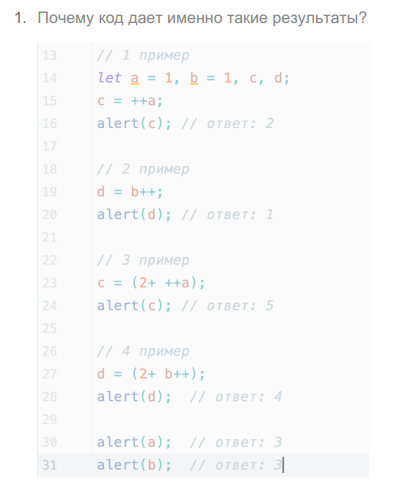 1. Почему код дает именно такие результаты?
13 // 1 пример
14 let a = 1, b = 1, c, d;
15 c = ++a;
16 alert(c); // ответ: 2
17
18 // 2 пример
19 d = b++;
20 alert(d); // ответ: 1
21
22 // 3 пример
23 c = (2+ ++a);
24 alert(c); // ответ: 5
25
26 // 4 пример
27 d = (2+ b++);
28 alert(d);  // ответ: 4
29
30 alert(a);  // ответ: 3
31 alert(b);  // ответ: 3